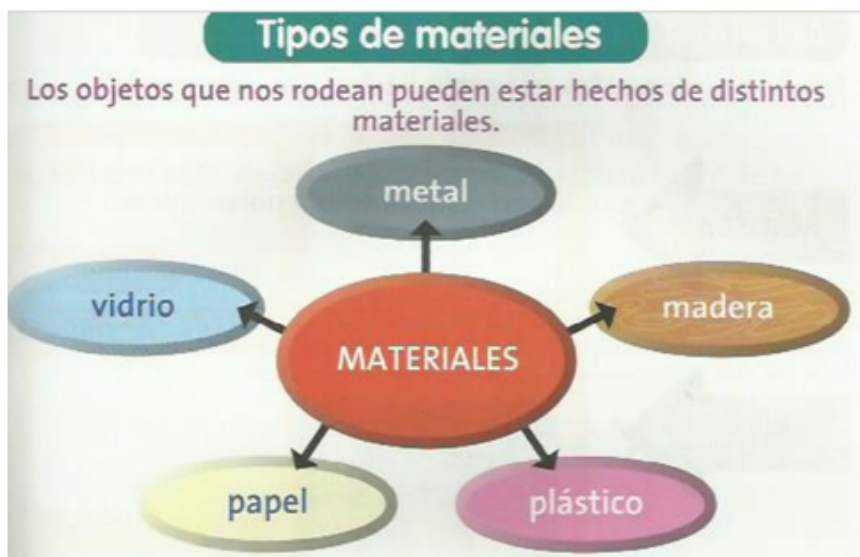 Tipos de materiales
Los objetos que nos rodean pueden estar hechos de distintos
materiales.
metal
vidrio
madera
MATERIALES
papel
plástico